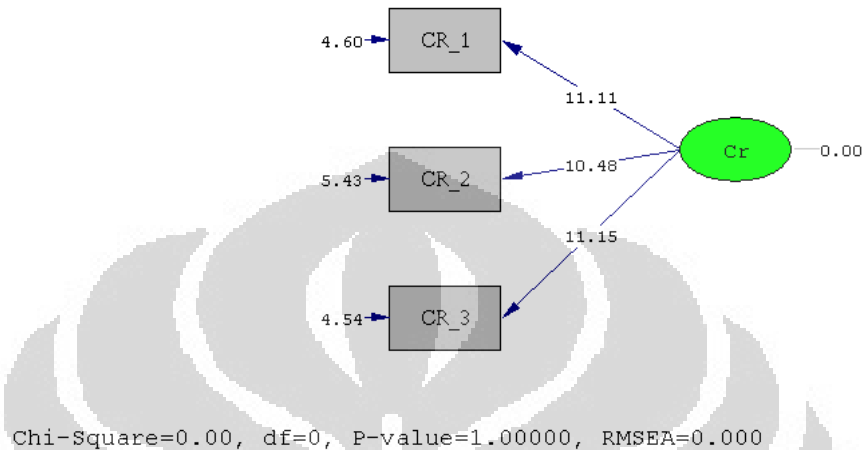 4.60
CR_1
11.11
Cr
0.00
10.48
5.43
CR_2
11.15
4.54
CR_3
Chi-Square=0.00, df=0, P-value=1.00000, RMSEA=0.000